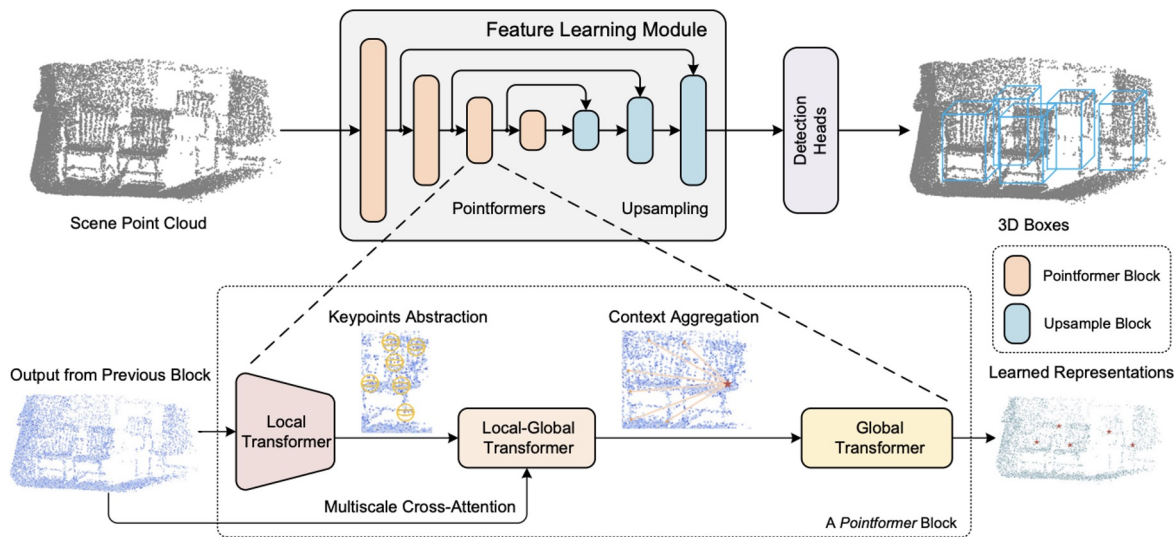 Feature Learning Module
Scene Point Cloud
Pointformers
Upsampling
Detection
Heads
3D Boxes
Pointformer Block
Upsample Block
Keypoints Abstraction
Context Aggregation
Output from Previous Block
Learned Representations
Local
Transformer
Local-Global
Transformer
Global
Transformer
Multiscale Cross-Attention
A Pointformer Block